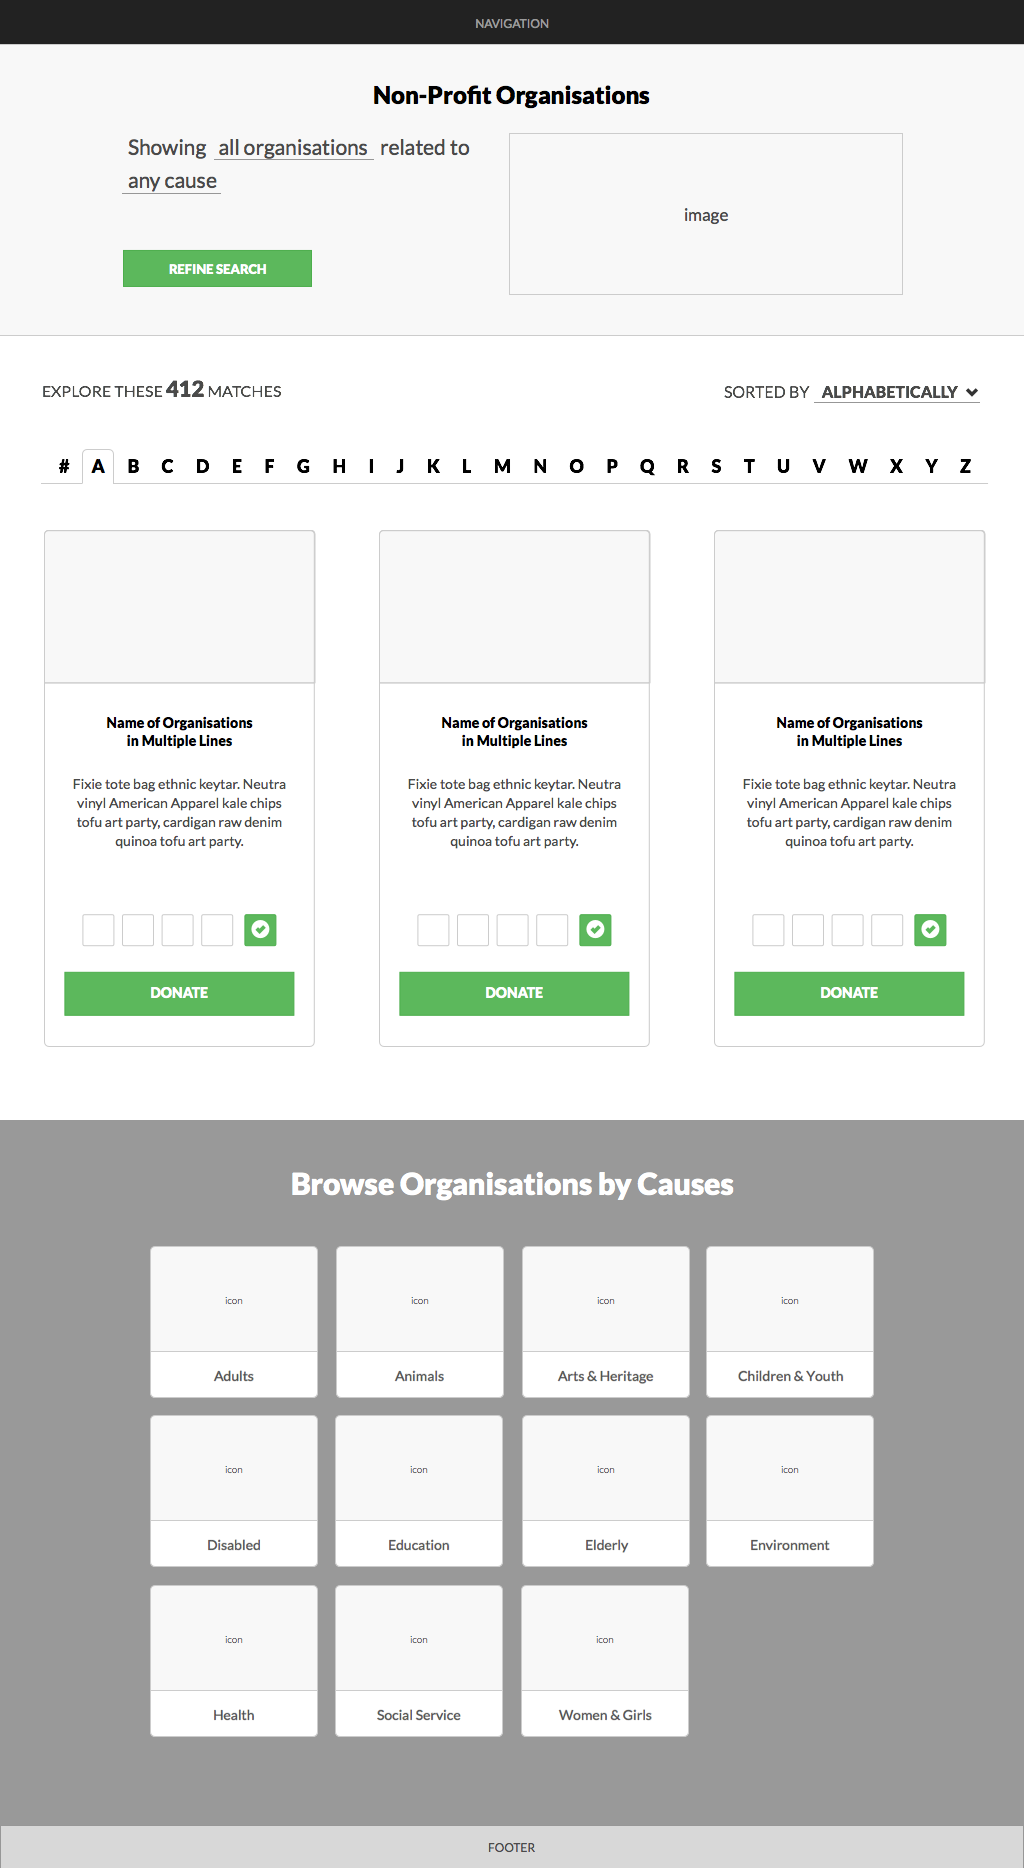 NAVIGATION
Non-Profit Organisations
Showing all organisations related to
any cause
image
REFINE SEARCH
EXPLORE THESE 412 MATCHES
SORTED BY ALPHABETICALLY
# A B C D E F G H I J K L M N O P Q R S T U V W X Y Z
Name of Organisations
in Multiple Lines
Fixie tote bag ethnic keytar. Neutra
vinyl American Apparel kale chips
tofu art party, cardigan raw denim
quinoa tofu art party.
DONATE
Name of Organisations
in Multiple Lines
Fixie tote bag ethnic keytar. Neutra
vinyl American Apparel kale chips
tofu art party, cardigan raw denim
quinoa tofu art party.
DONATE
Name of Organisations
in Multiple Lines
Fixie tote bag ethnic keytar. Neutra
vinyl American Apparel kale chips
tofu art party, cardigan raw denim
quinoa tofu art party.
DONATE
Browse Organisations by Causes
icon
Adults
icon
Animals
icon
Arts & Heritage
icon
Children & Youth
icon
Disabled
icon
Education
icon
Elderly
icon
Environment
icon
Health
icon
Social Service
icon
Women & Girls
FOOTER